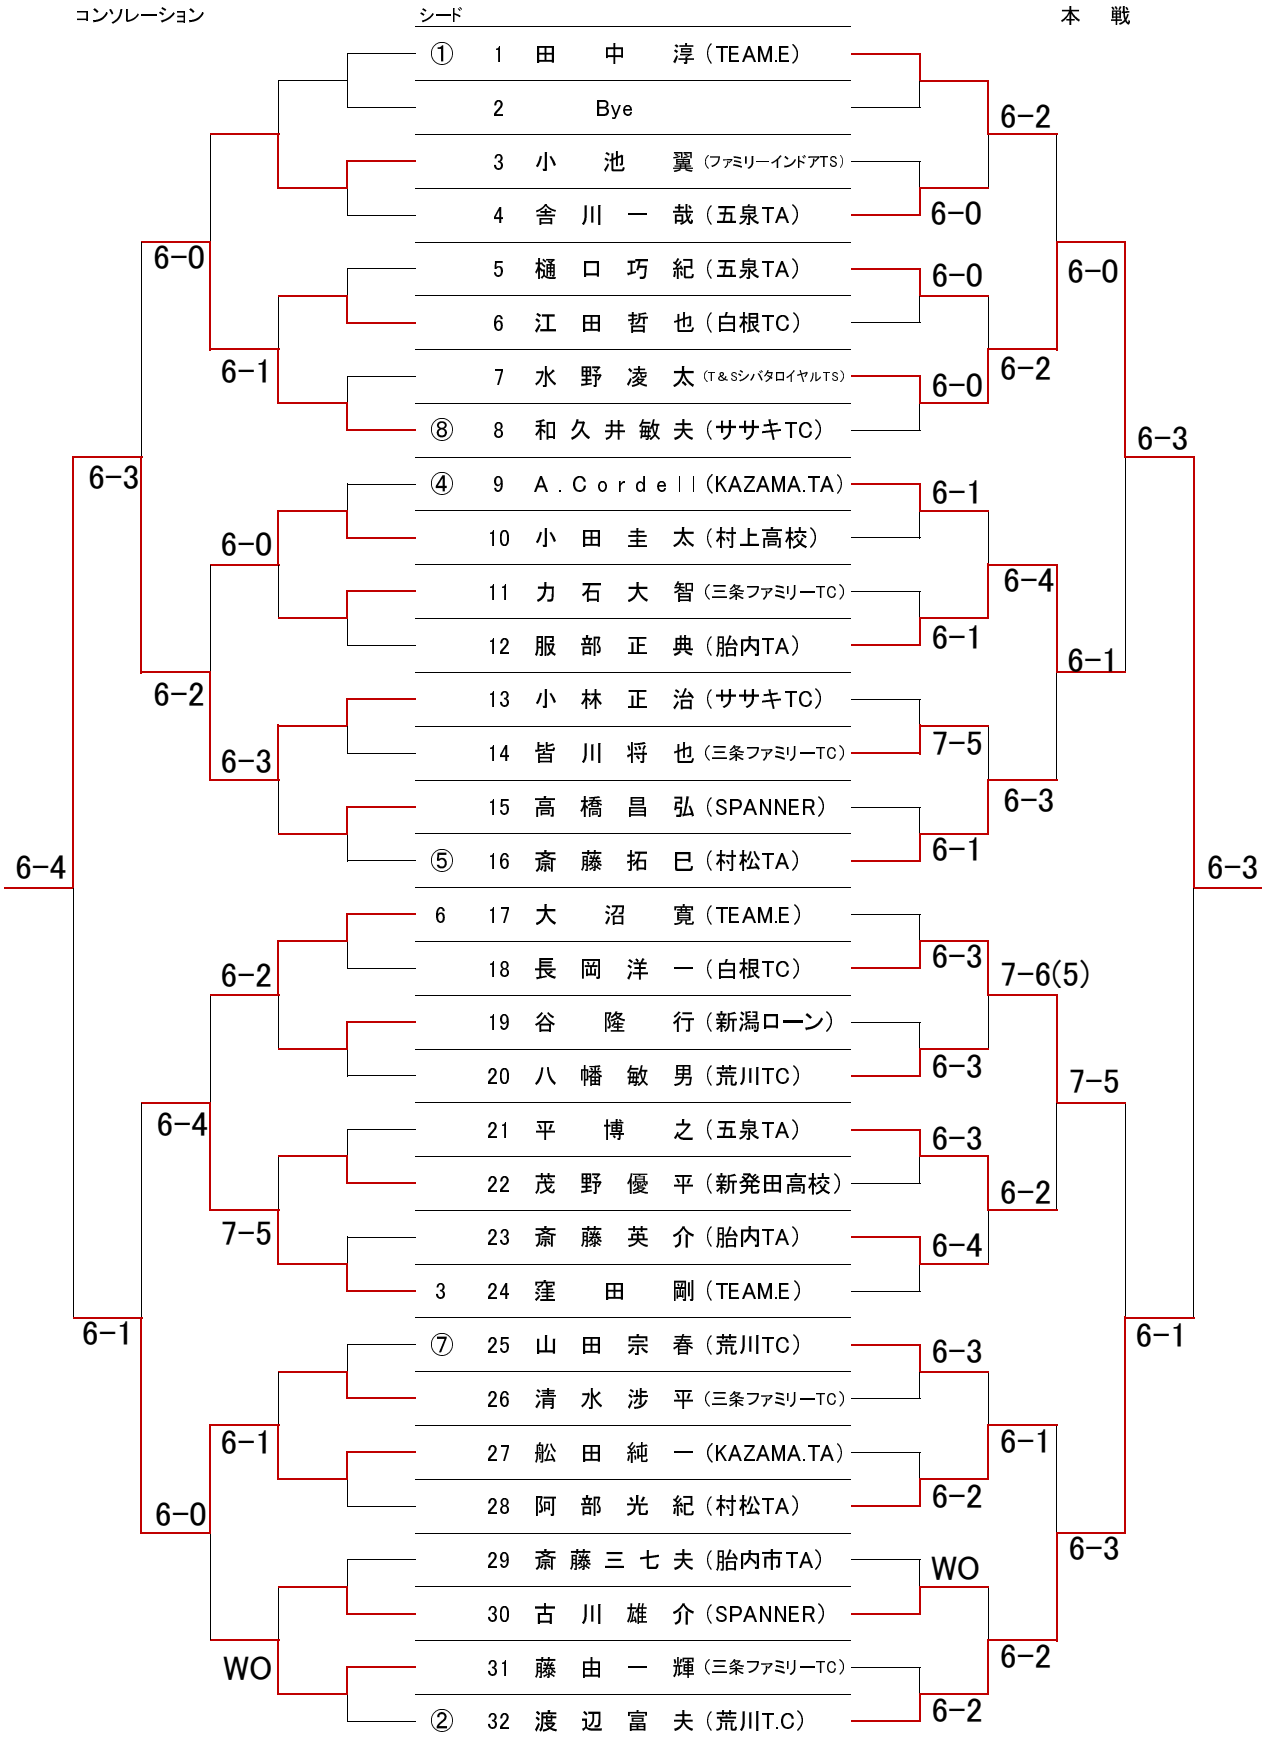 コンソレーション シード 本 戦
① 1 田 中 淳 (TEAM.E)
2 Bye 6-2
3 小 池 翼 (ファミリーインドアTS)
4 舎 川 一 哉 (五泉TA) 6-0
6-0 5 樋 口 巧 紀 (五泉TA) 6-0 6-0
6 江 田 哲 也 (白根TC)
6-1 7 水 野 凌 太 (T&SシバタロイヤルTS) 6-0 6-2
⑧ 8 和 久 井 敏 夫 (ササキTC) 6-3
6-3 ④ 9 A . C o r d e l l (KAZAMA.TA) 6-1
6-0 10 小 田 圭 太 (村上高校)
11 力 石 大 智 (三条ファミリーTC) 6-4
12 服 部 正 典 (胎内TA) 6-1
6-2 13 小 林 正 治 (ササキTC) 6-1
6-3 14 皆 川 将 也 (三条ファミリーTC) 7-5
15 高 橋 昌 弘 (SPANNER) 6-3
6-4 ⑤ 16 斎 藤 拓 巳 (村松TA) 6-1 6-3
6 17 大 沼 寛 (TEAM.E)
6-2 18 長 岡 洋 一 (白根TC) 6-3 7-6(5)
19 谷 隆 行 (新潟ローン)
20 八 幡 敏 男 (荒川TC) 6-3 7-5
6-4 21 平 博 之 (五泉TA) 6-3
22 茂 野 優 平 (新発田高校) 6-2
7-5 23 斎 藤 英 介 (胎内TA) 6-4
3 24 窪 田 剛 (TEAM.E)
6-1 ⑦ 25 山 田 宗 春 (荒川TC) 6-3 6-1
26 清 水 渉 平 (三条ファミリーTC)
6-1 27 舩 田 純 一 (KAZAMA.TA) 6-1
6-0 28 阿 部 光 紀 (村松TA) 6-2
29 斎 藤 三 七 夫 (胎内市TA) WO 6-3
30 古 川 雄 介 (SPANNER)
WO 31 藤 由 一 輝 (三条ファミリーTC) 6-2
② 32 渡 辺 富 夫 (荒川T.C) 6-2